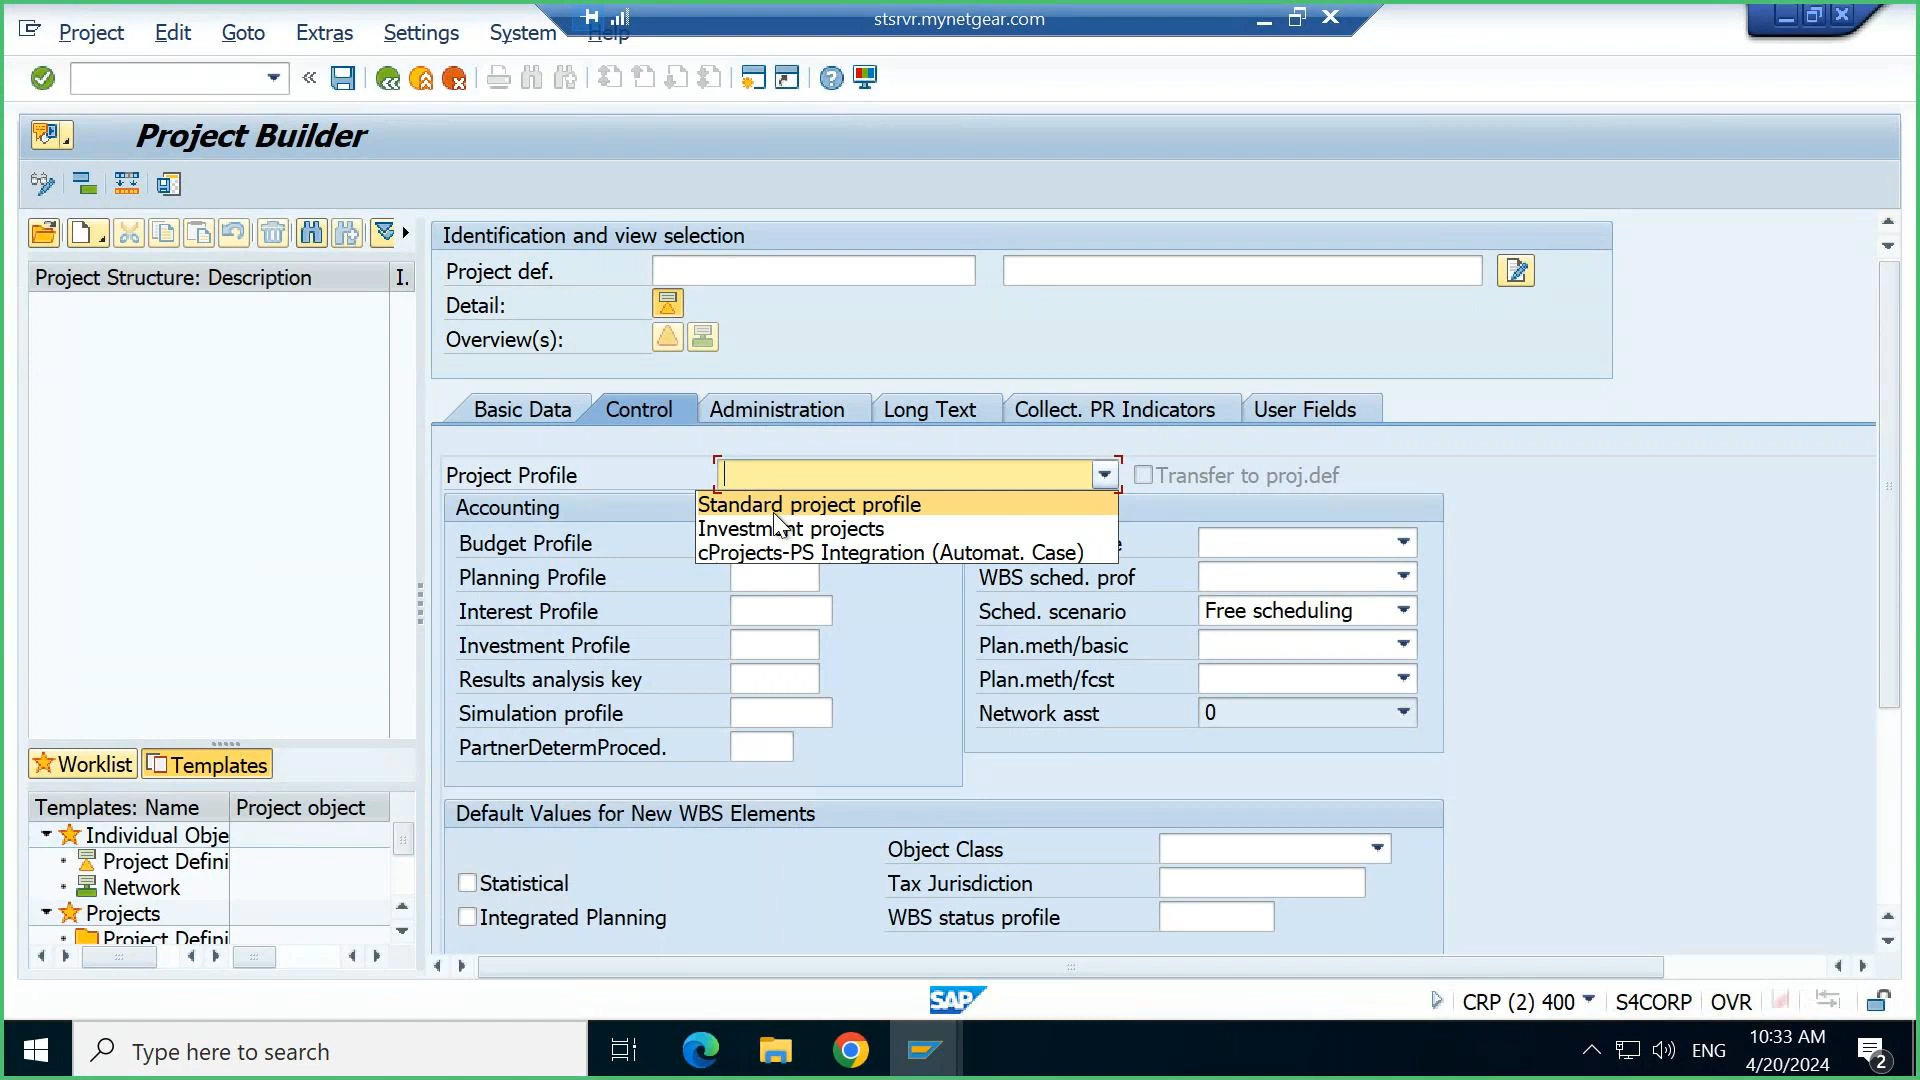 stsrvr.mynetgear.com
Project Edit Goto Extras Settings System Help
Project Builder
Identification and view selection
Project def.
Project Structure: Description I.
Detail:
Overview(s):
Basic Data Control Administration Long Text Collect. PR Indicators User Fields
Project Profile Transfer to proj.def
Standard project profile
Accounting
Investment projects
Budget Profile
cProjects-PS Integration (Automat. Case)
Planning Profile WBS sched. prof
Interest Profile Sched. scenario Free scheduling
Investment Profile Plan.meth/basic
Results analysis key Plan.meth/fcst
Simulation profile Network asst 0
PartnerDetermProced.
Worklist Templates
Templates: Name Project object
Default Values for New WBS Elements
Individual Obje
Object Class
Project Defini
Statistical Tax Jurisdiction
Network
Projects
Integrated Planning WBS status profile
Project Defini
SAP CRP (2) 400 S4CORP OVR
Type here to search ENG 10:33 AM
4/20/2024 2